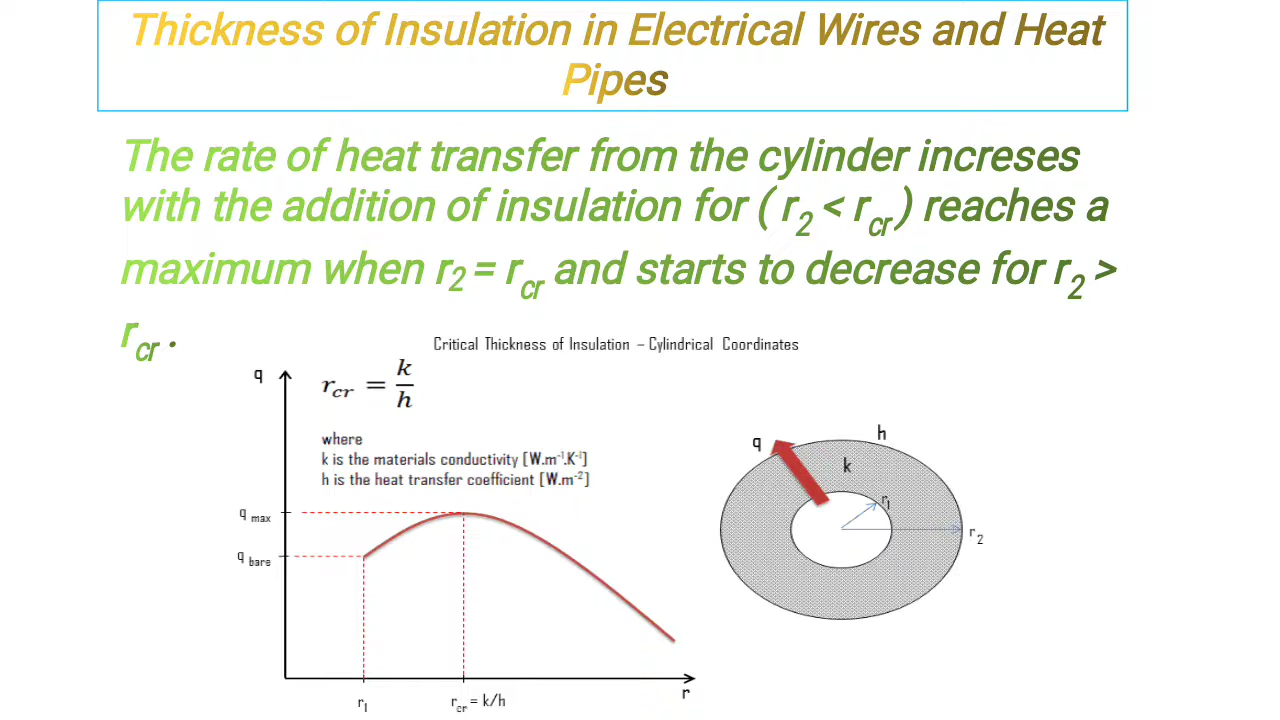 Thickness of Insulation in Electrical Wires and Heat
Pipes
The rate of heat transfer from the cylinder increses
with the addition of insulation for ( r2 < rcr ) reaches a
maximum when r2 = rcr and starts to decrease for r2 >
rcr .
Critical Thickness of Insulation – Cylindrical Coordinates
q
rcr = k/h
where
k is the materials conductivity [W.m-1.K-1]
h is the heat transfer coefficient [W.m-2]
q max
q bare
r1
rcr = k/h
r
q
h
k
r1
r2